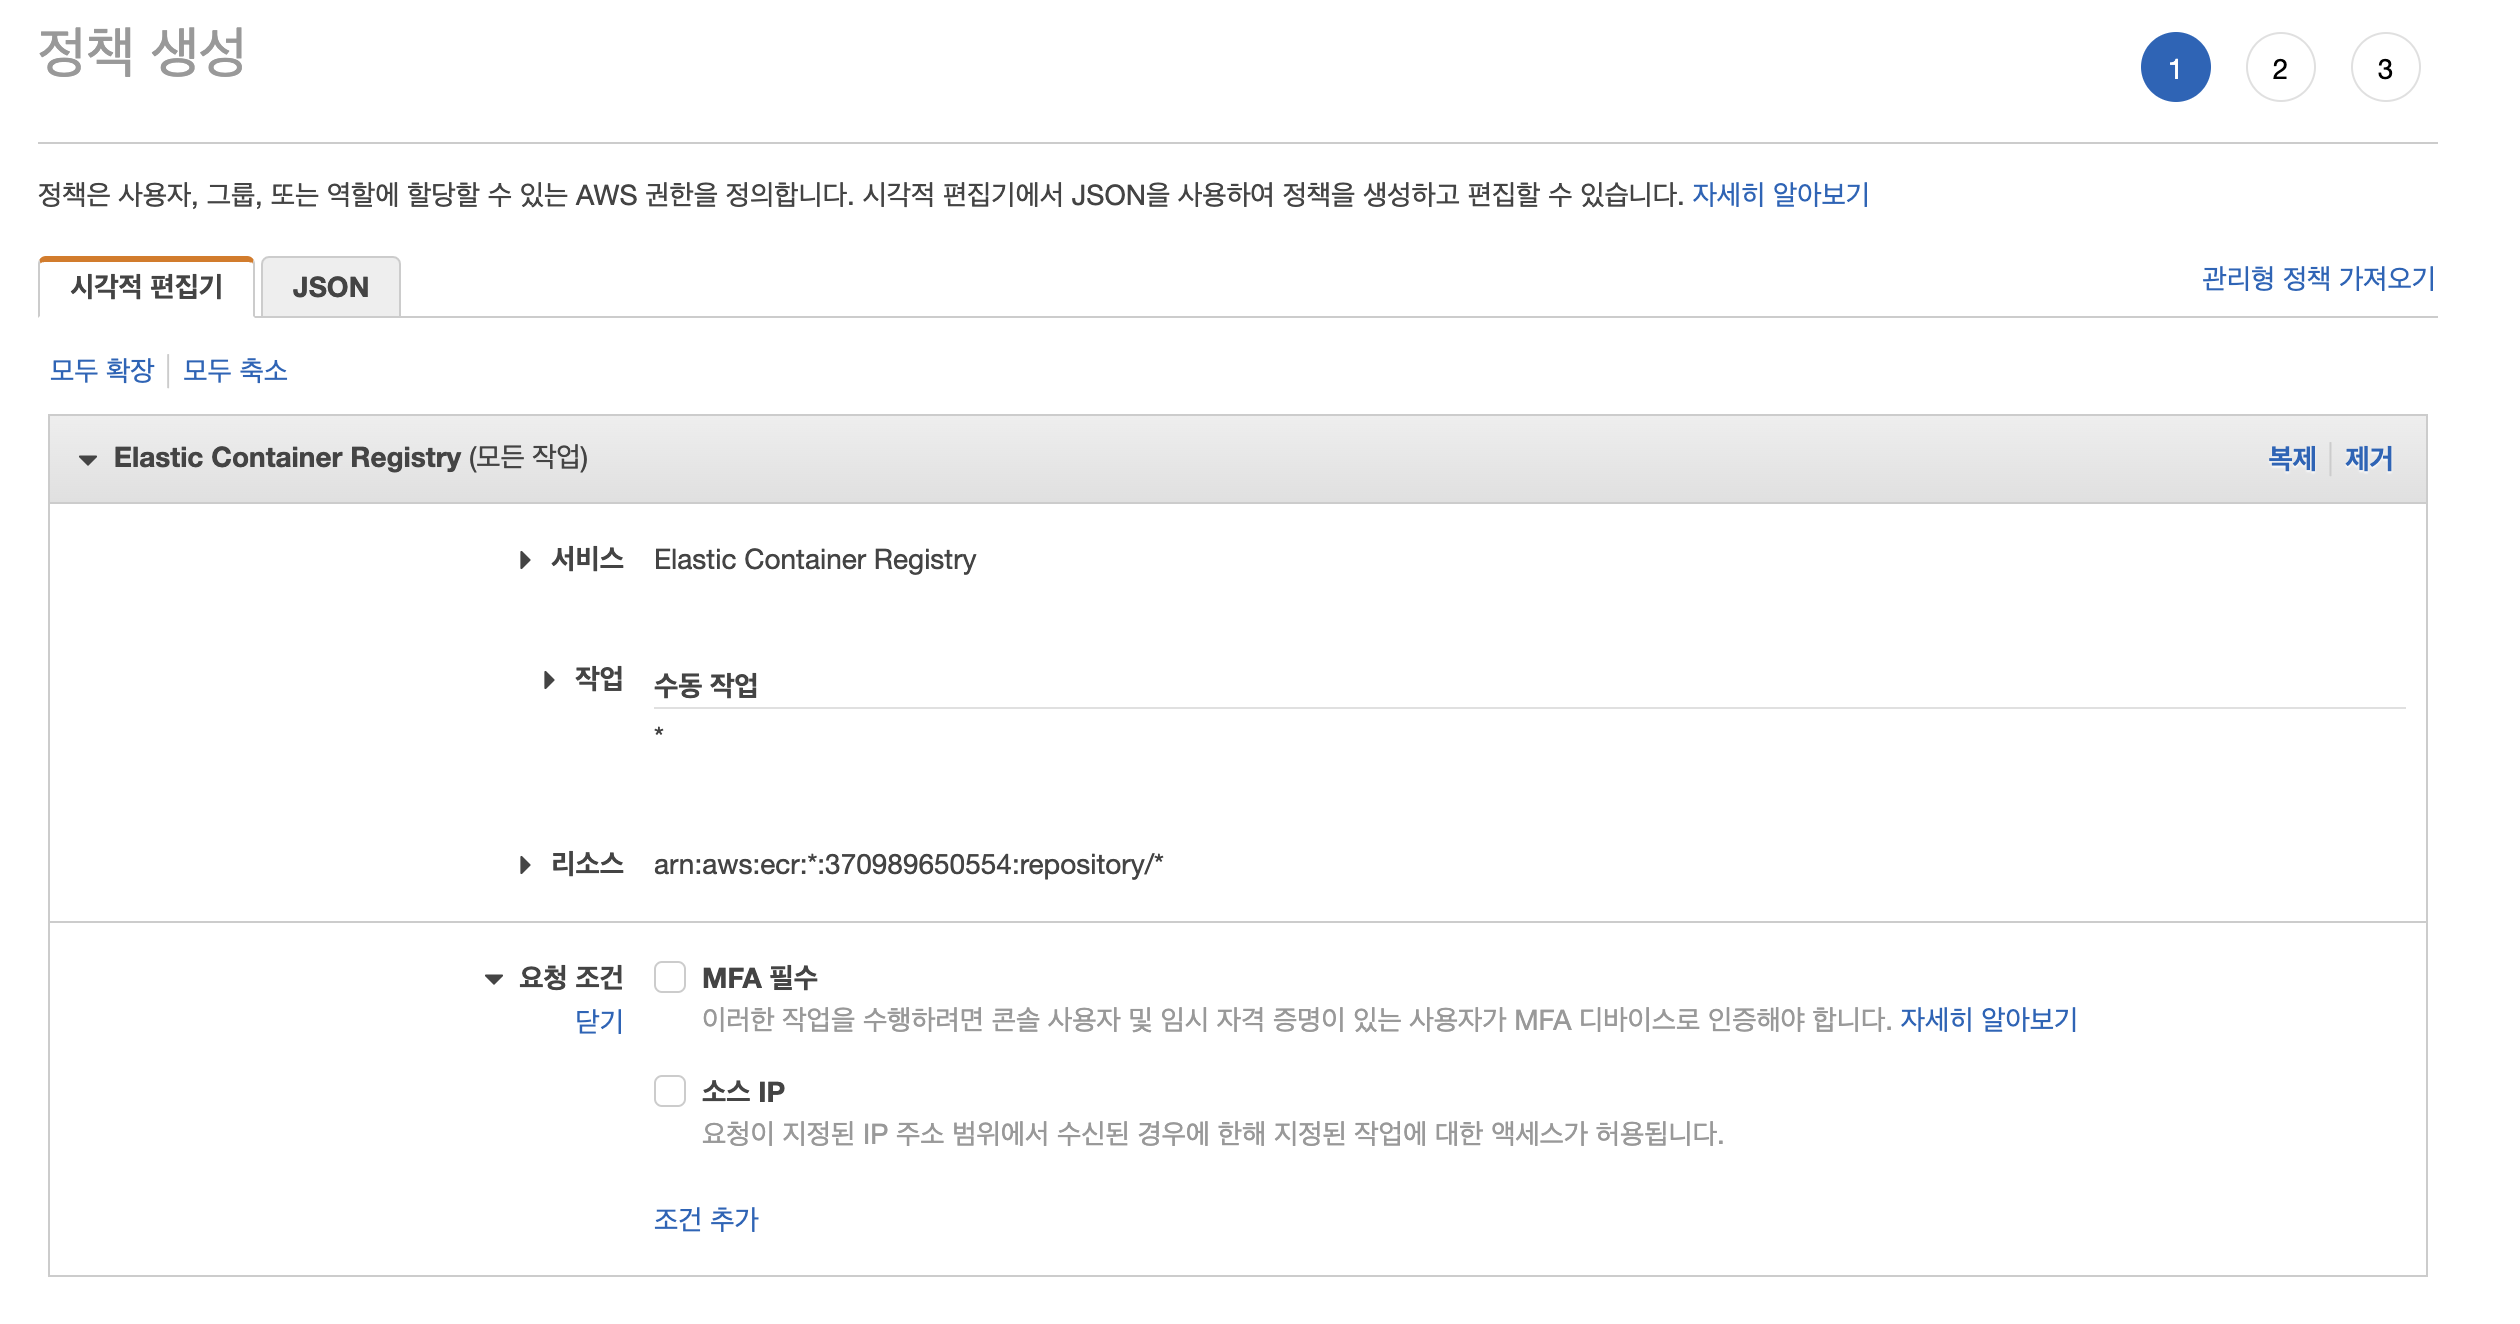 정책 생성
1 2 3
정책은 사용자, 그룹, 또는 역할에 할당할 수 있는 AWS 권한을 정의합니다. 시각적 편집기에서 JSON을 사용하여 정책을 생성하고 편집할 수 있습니다. 자세히 알아보기
시각적 편집기 JSON 관리형 정책 가져오기
모두 확장 모두 축소
Elastic Container Registry (모든 작업) 복제 제거
서비스 Elastic Container Registry
작업 수동 작업
*
리소스 arn:aws:ecr:*:370989650554:repository/*
요청 조건 MFA 필수
닫기 이러한 작업을 수행하려면 콘솔 사용자 및 임시 자격 증명이 있는 사용자가 MFA 디바이스로 인증해야 합니다. 자세히 알아보기
소스 IP
요청이 지정된 IP 주소 범위에서 수신된 경우에 한해 지정된 작업에 대한 액세스가 허용됩니다.
조건 추가